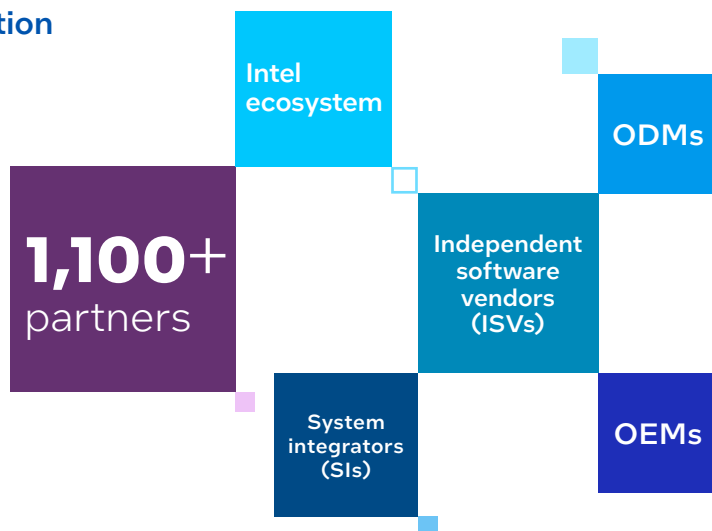 tion
Intel
ecosystem
ODMs
1,100+
partners
Independent
software
vendors
(ISVs)
System
integrators
(SIs)
OEMs